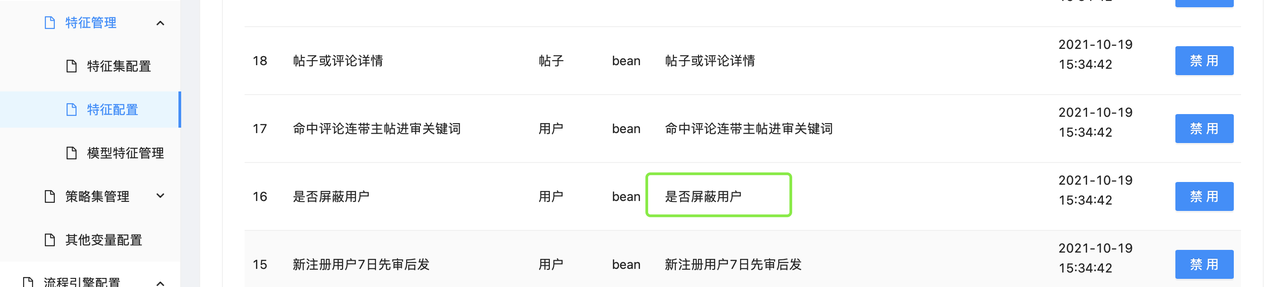 特征管理
特征集配置
特征配置
模型特征管理
策略集管理
其他变量配置
流程引擎配置
18 帖子或评论详情 帖子 bean 帖子或评论详情 2021-10-19 15:34:42 禁 用
17 命中评论连带主帖进审关键词 用户 bean 命中评论连带主帖进审关键词 2021-10-19 15:34:42 禁 用
16 是否屏蔽用户 用户 bean 是否屏蔽用户 2021-10-19 15:34:42 禁 用
15 新注册用户7日先审后发 用户 bean 新注册用户7日先审后发 2021-10-19 15:34:42 禁 用